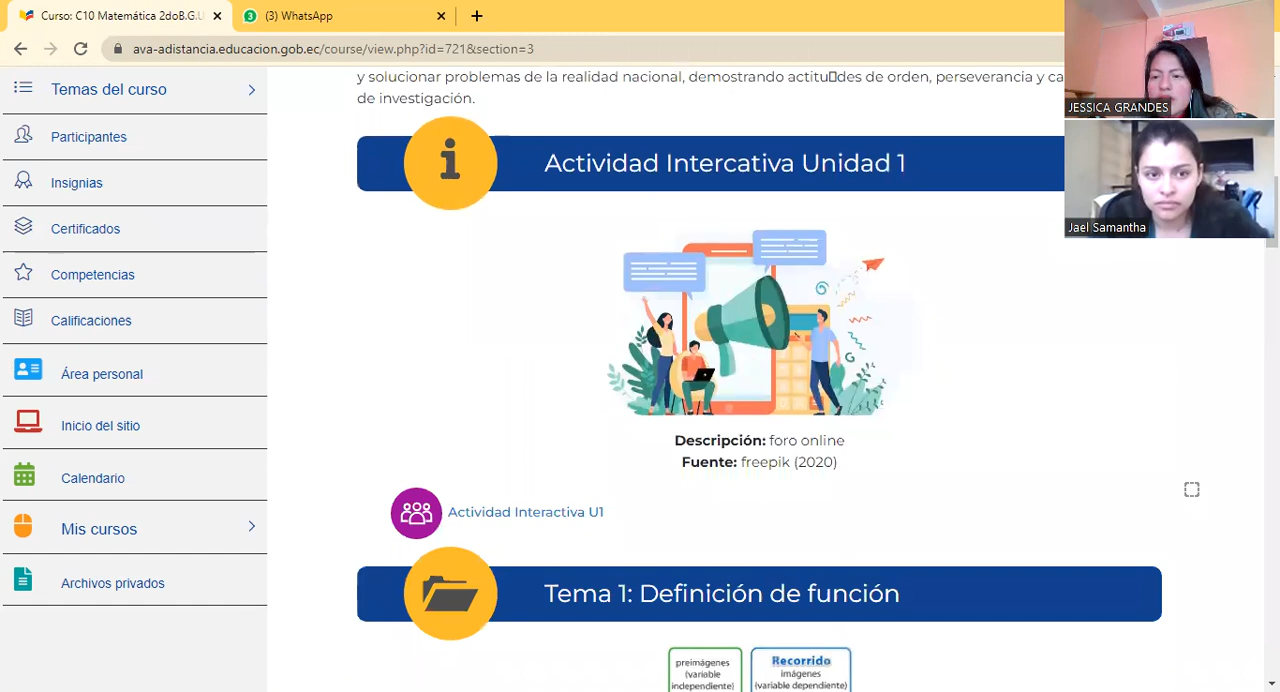 Curso: C10 Matemática 2doB.G.U
(3) WhatsApp
ava-adistancia.educacion.gob.ec/course/view.php?id=721&section=3
JESSICA GRANDES
Jael Samantha
Temas del curso
Participantes
Insignias
Certificados
Competencias
Calificaciones
Área personal
Inicio del sitio
Calendario
Mis cursos
Archivos privados
y solucionar problemas de la realidad nacional, demostrando actitu▯des de orden, perseverancia y ca
de investigación.
Actividad Intercativa Unidad 1
Descripción: foro online
Fuente: freepik (2020)
Actividad Interactiva U1
Tema 1: Definición de función
preimágenes
(variable
independiente)
Recorrido
imágenes
(variable dependiente)